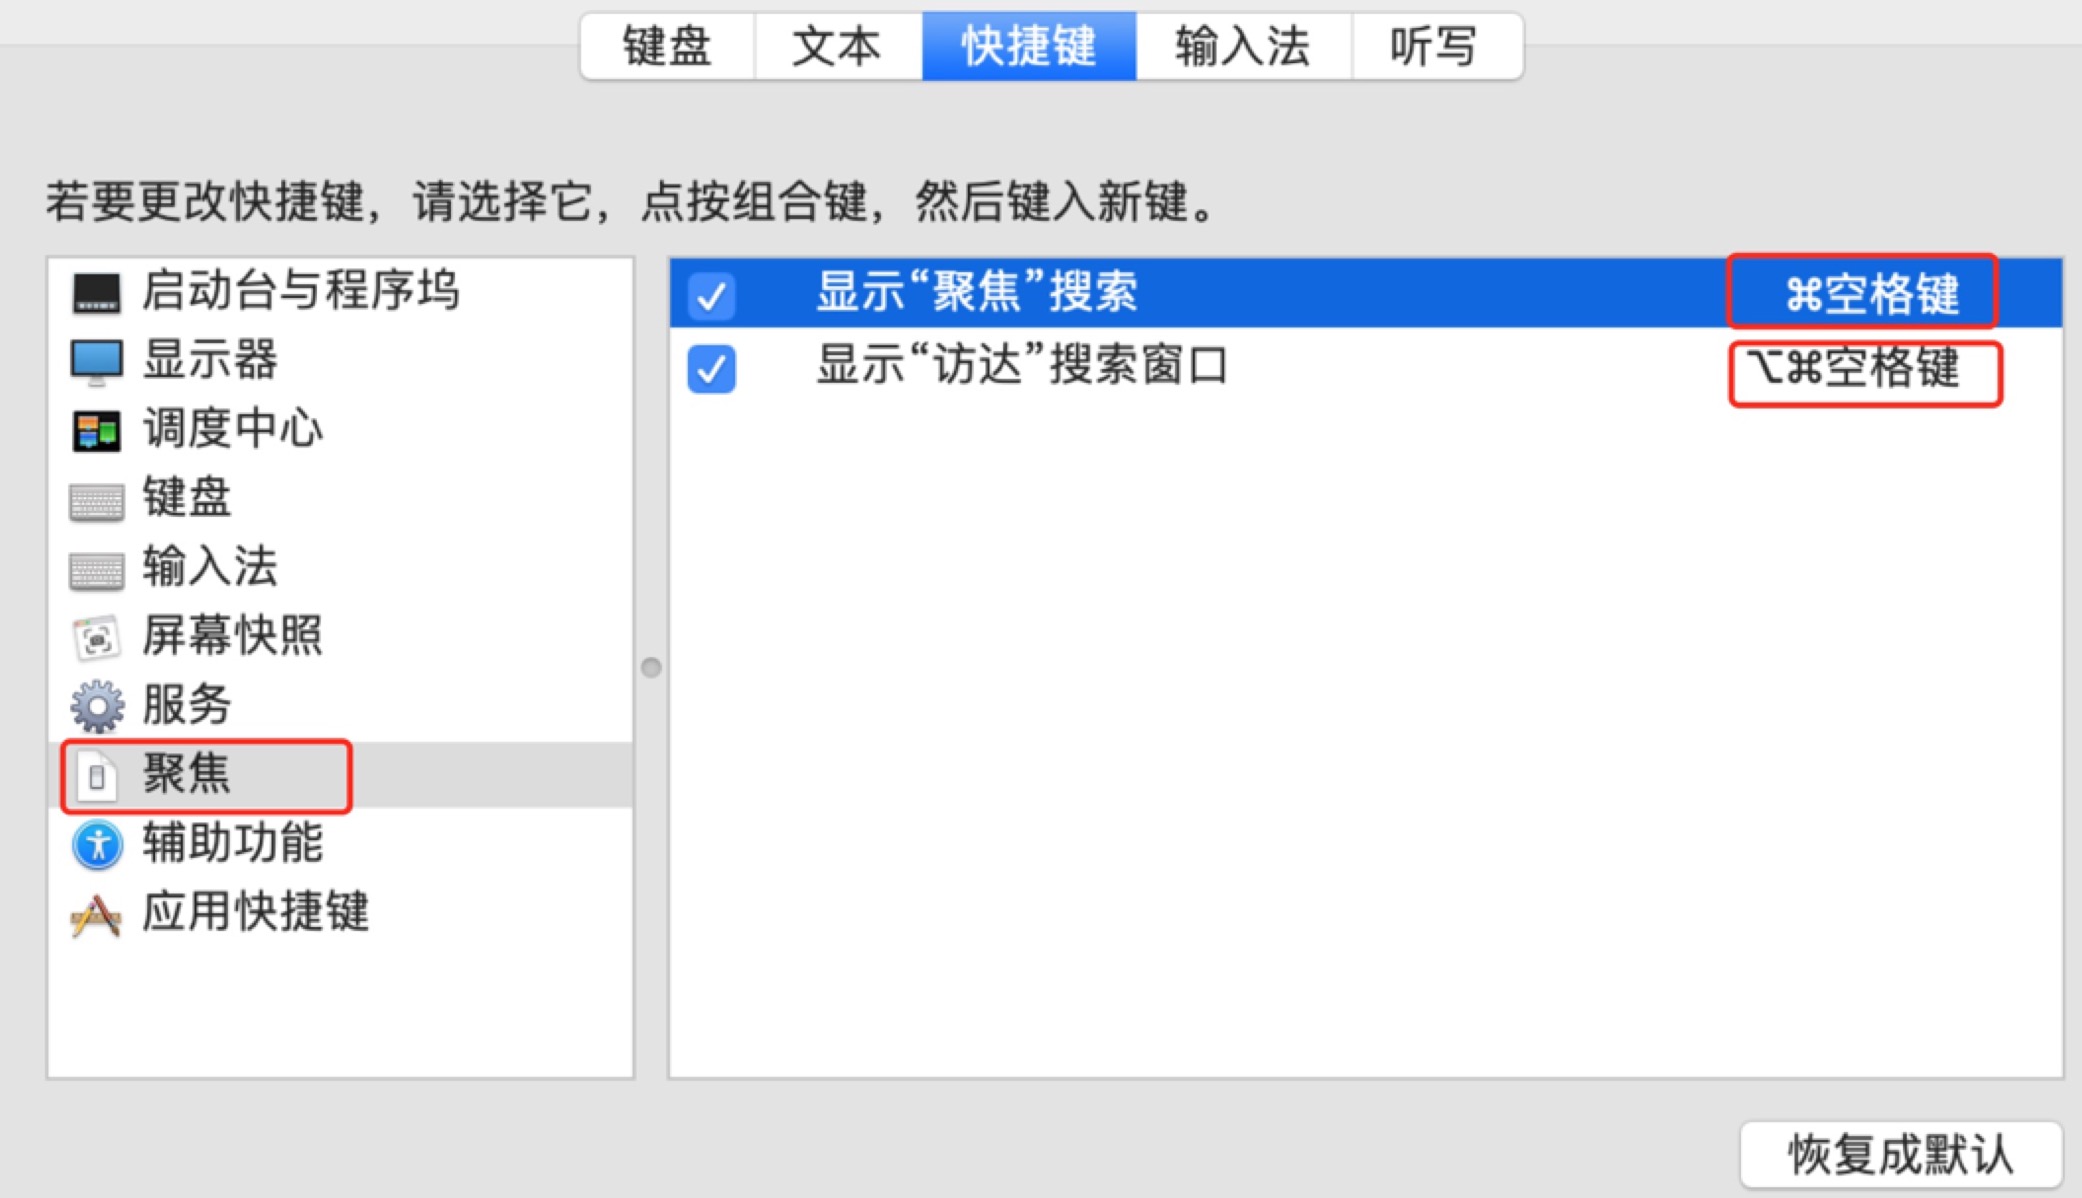 键盘 文本 快捷键 输入法 听写
若要更改快捷键，请选择它，点按组合键，然后键入新键。
启动台与程序坞
显示器
调度中心
键盘
输入法
屏幕快照
服务
聚焦
辅助功能
应用快捷键
显示“聚焦”搜索 ⌘空格键
显示“访达”搜索窗口 ⌥⌘空格键
恢复成默认